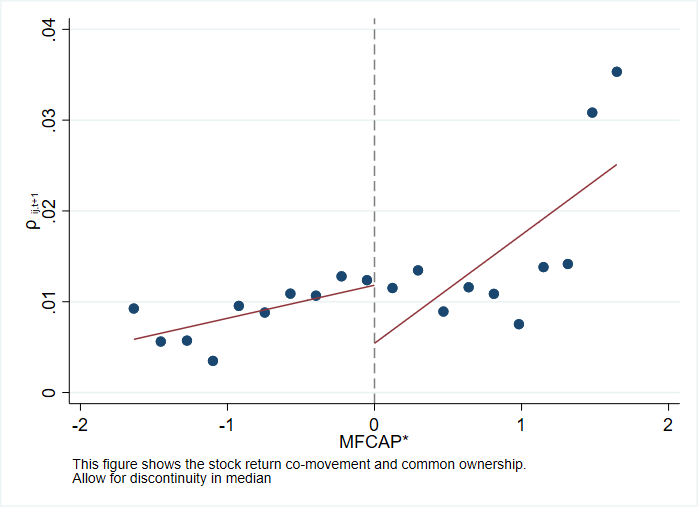 .04
.03
.02
.01
0
ρ ij,t+1
-2 -1 0 1 2
MFCAP*
This figure shows the stock return co-movement and common ownership.
Allow for discontinuity in median